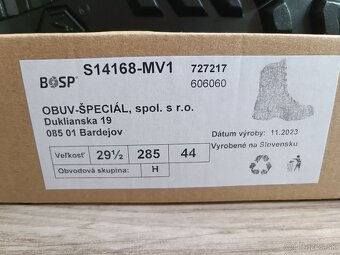 BOSP
S14168-MV1
727217
606060
OBUV-ŠPECIÁL, spol. s r.o.
Duklianska 19
085 01 Bardejov
Dátum výroby: 11.2023
Vyrobené na Slovensku
Veľkosť 29½ 285 44
Obvodová skupina: H